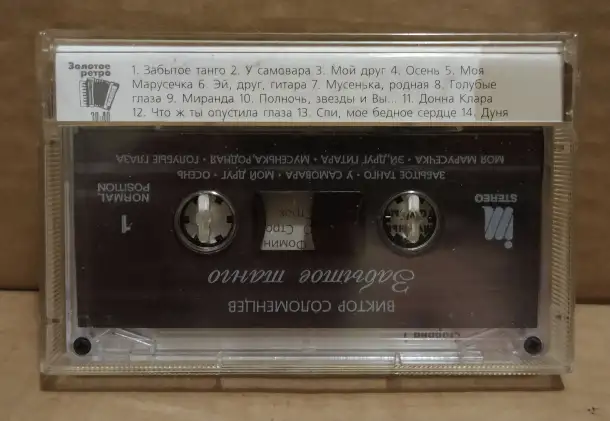 Золотое
ретро
30-40
1. Забытое танго 2. У самовара 3. Мой друг 4. Осень 5. Моя
Марусечка 6. Эй, друг, гитара 7. Мусенька, родная 8. Голубые
глаза 9. Миранда 10. Полночь, звезды и Вы... 11. Донна Клара
12. Что ж ты опустила глаза 13. Спи, мое бедное сердце 14. Дуня
ВИКТОР СОЛОМЕНЦЕВ
Забытое танго
STEREO
1
NORMAL
POSITION
ЗАБЫТОЕ ТАНГО • У САМОВАРА • МОЙ ДРУГ • ОСЕНЬ
МОЯ МАРУСЕЧКА • ЭЙ, ДРУГ ГИТАРА • МУСЕНЬКА, РОДНАЯ • ГОЛУБЫЕ ГЛАЗА